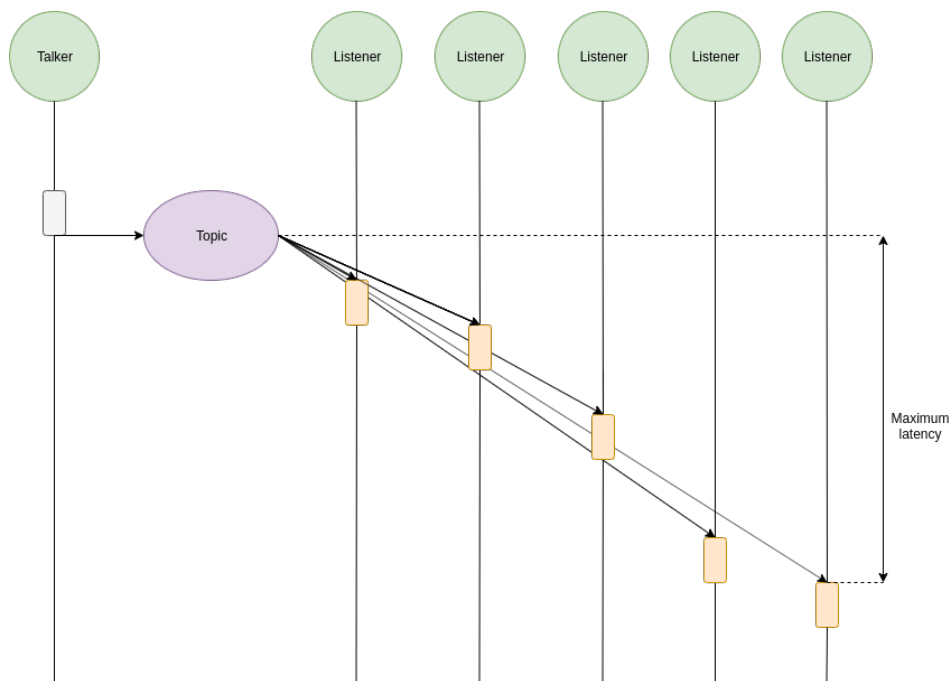 Talker
Listener
Listener
Listener
Listener
Listener
Topic
Maximum
latency